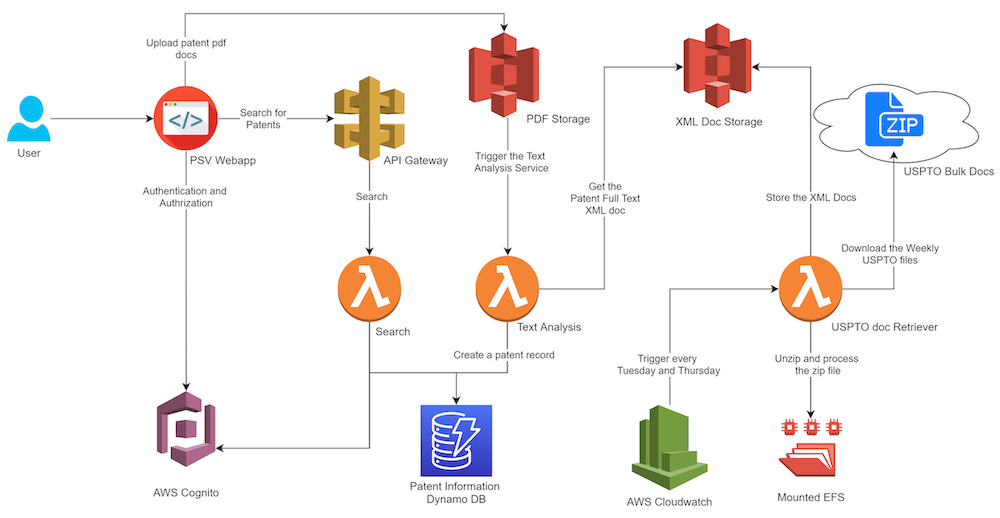 Upload patent pdf
docs
User
</>
PSV Webapp
Search for
Patents
API Gateway
PDF Storage
XML Doc Storage
ZIP
USPTO Bulk Docs
Authentication and
Authrization
Search
Trigger the Text
Analysis Service
Get the
Patent Full Text
XML doc
Store the XML Docs
Download the Weekly
USPTO files
λ
Search
λ
Text Analysis
λ
USPTO doc Retriever
Create a patent record
Trigger every
Tuesday and Thursday
Unzip and process
the zip file
AWS Cognito
Patent Information
Dynamo DB
AWS Cloudwatch
Mounted EFS